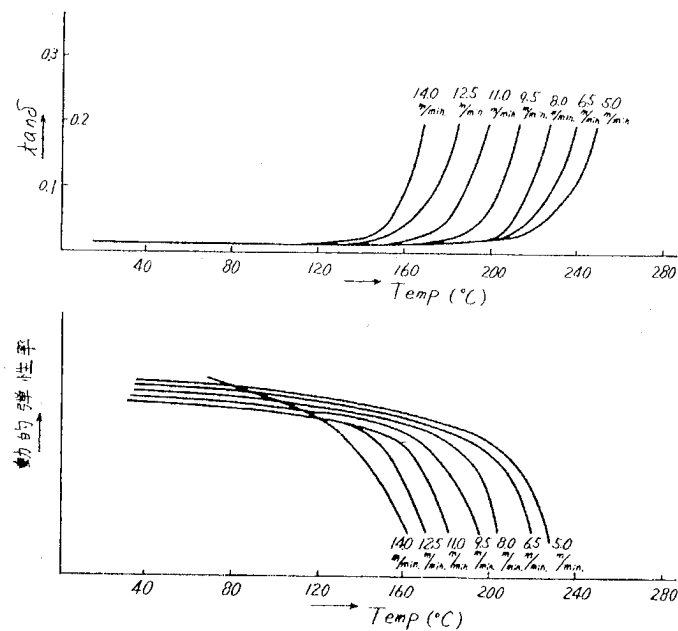 0.3
0.2
0.1
tanδ
14.0 12.5 11.0 9.5 8.0 6.5 5.0
m/min. m/min m/min m/min. m/min m/min m/min.
40 80 120 160 200 240 280
Temp (°C)
動的弾性率
14.0 12.5 11.0 9.5 8.0 6.5 5.0
m/min. m/min. m/min m/min. m/min. m/min. m/min.
40 80 120 160 200 240 280
Temp (°C)